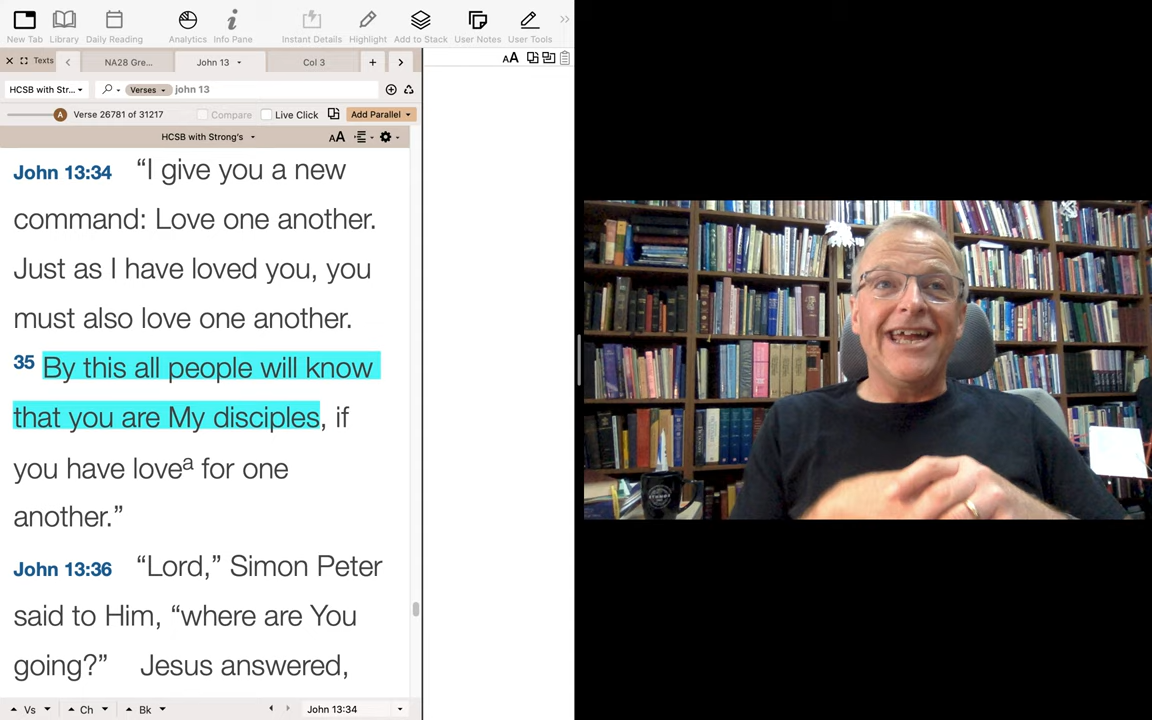 New Tab Library Daily Reading Analytics Info Pane Instant Details Highlight Add to Stack User Notes User Tools
Texts NA28 Gre... John 13 Col 3
HCSB with Str... Verses john 13
A Verse 26781 of 31217 Compare Live Click Add Parallel
HCSB with Strong's
John 13:34 “I give you a new
command: Love one another.
Just as I have loved you, you
must also love one another.
35 By this all people will know
that you are My disciples, if
you have loveᵃ for one
another.”
John 13:36 “Lord,” Simon Peter
said to Him, “where are You
going?” Jesus answered,
Vs Ch Bk John 13:34